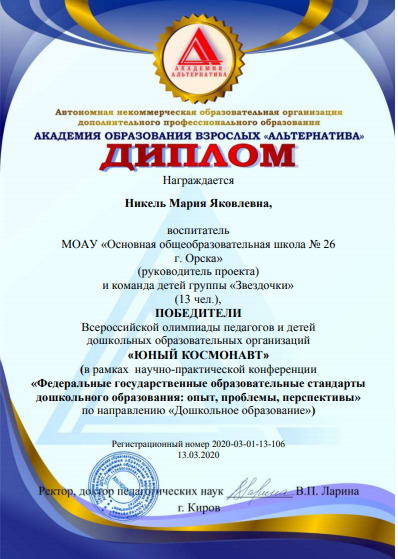 АКАДЕМИЯ
АЛЬТЕРНАТИВА
Автономная некоммерческая образовательная организация
дополнительного профессионального образования
АКАДЕМИЯ ОБРАЗОВАНИЯ ВЗРОСЛЫХ «АЛЬТЕРНАТИВА»
ДИПЛОМ
Награждается
Никель Мария Яковлевна,
воспитатель
МОАУ «Основная общеобразовательная школа № 26
г. Орска»
(руководитель проекта)
и команда детей группы «Звездочки»
(13 чел.),
ПОБЕДИТЕЛИ
Всероссийской олимпиады педагогов и детей
дошкольных образовательных организаций
«ЮНЫЙ КОСМОНАВТ»
(в рамках научно-практической конференции
«Федеральные государственные образовательные стандарты
дошкольного образования: опыт, проблемы, перспективы»
по направлению «Дошкольное образование»)
Регистрационный номер 2020-03-01-13-106
13.03.2020
Ректор, доктор педагогических наук В.П. Ларина
г. Киров